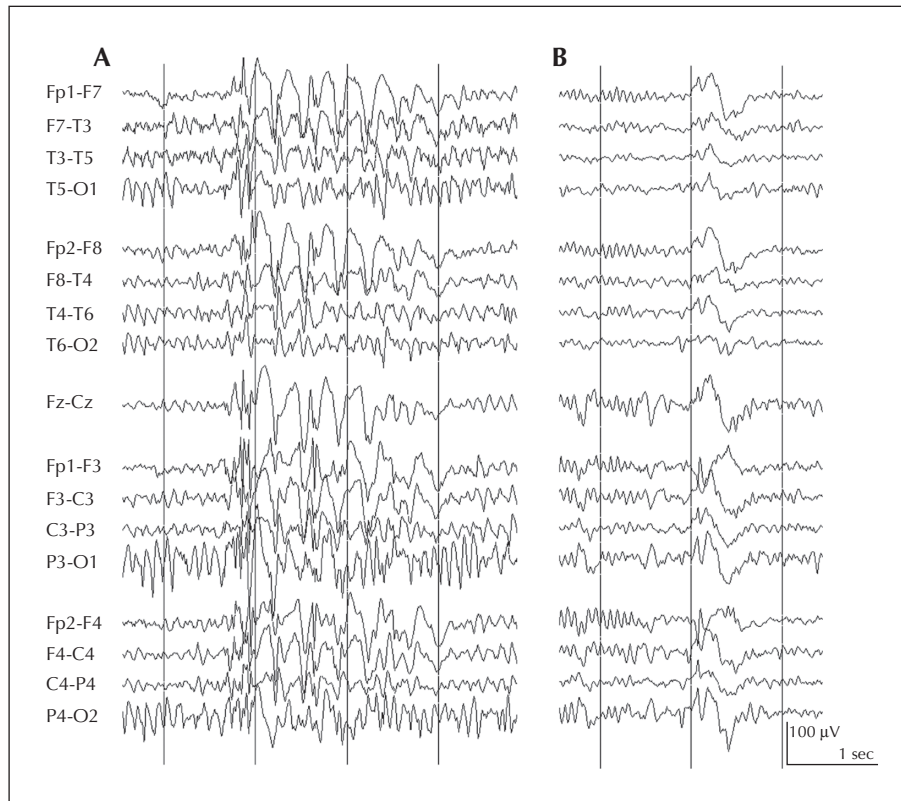 A
B
Fp1-F7
F7-T3
T3-T5
T5-O1
Fp2-F8
F8-T4
T4-T6
T6-O2
Fz-Cz
Fp1-F3
F3-C3
C3-P3
P3-O1
Fp2-F4
F4-C4
C4-P4
P4-O2
100 µV
1 sec